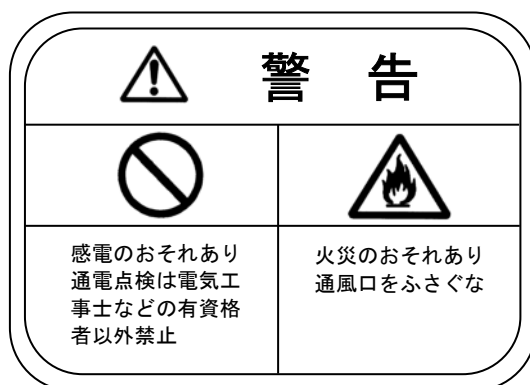 警告
感電のおそれあり
通電点検は電気工
事士などの有資格
者以外禁止
火災のおそれあり
通風口をふさぐな